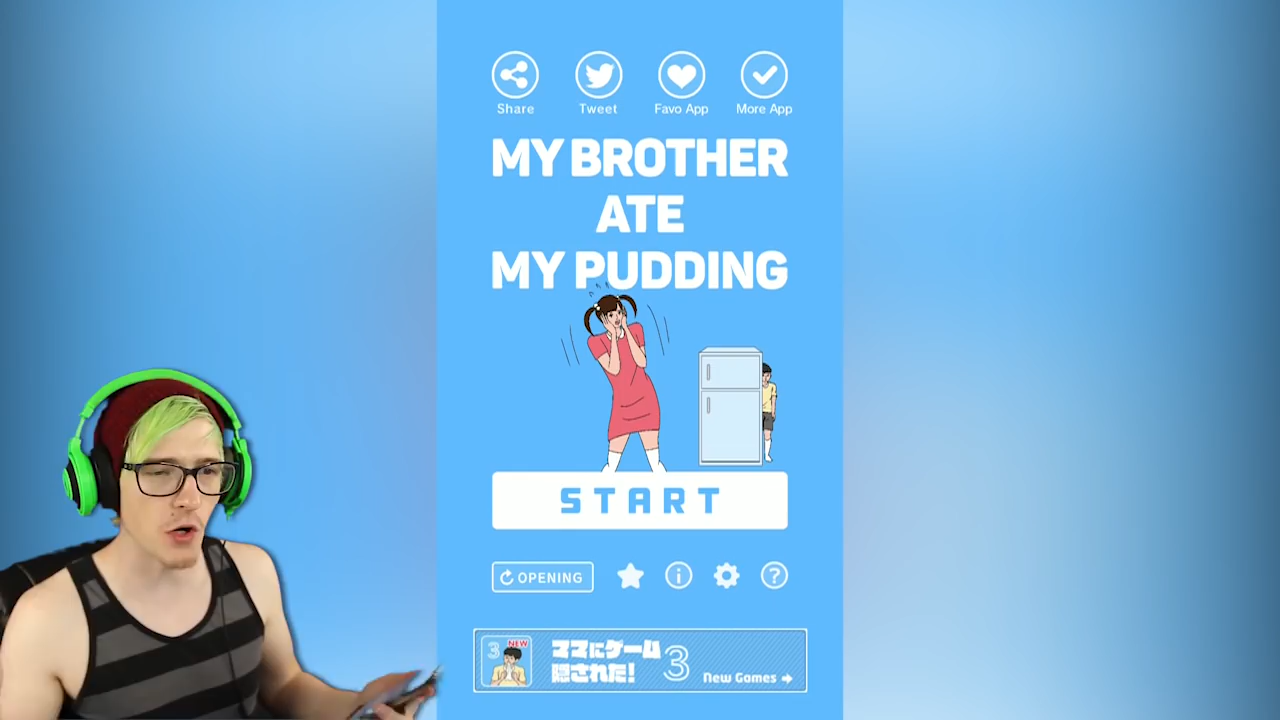 Share Tweet Favo App More App
MY BROTHER
ATE
MY PUDDING
START
OPENING
3 NEW
ママにゲーム
隠された! 3
New Games